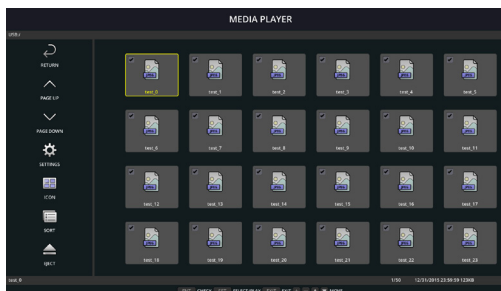 MEDIA PLAYER
USB:/
RETURN
PAGE UP
PAGE DOWN
SETTINGS
ICON
SORT
EJECT
test_0 test_1 test_2 test_3 test_4 test_5
test_6 test_7 test_8 test_9 test_10 test_11
test_12 test_13 test_14 test_15 test_16 test_17
test_18 test_19 test_20 test_21 test_22 test_23
test_0 1/50 12/31/2015 23:59:59 123KB